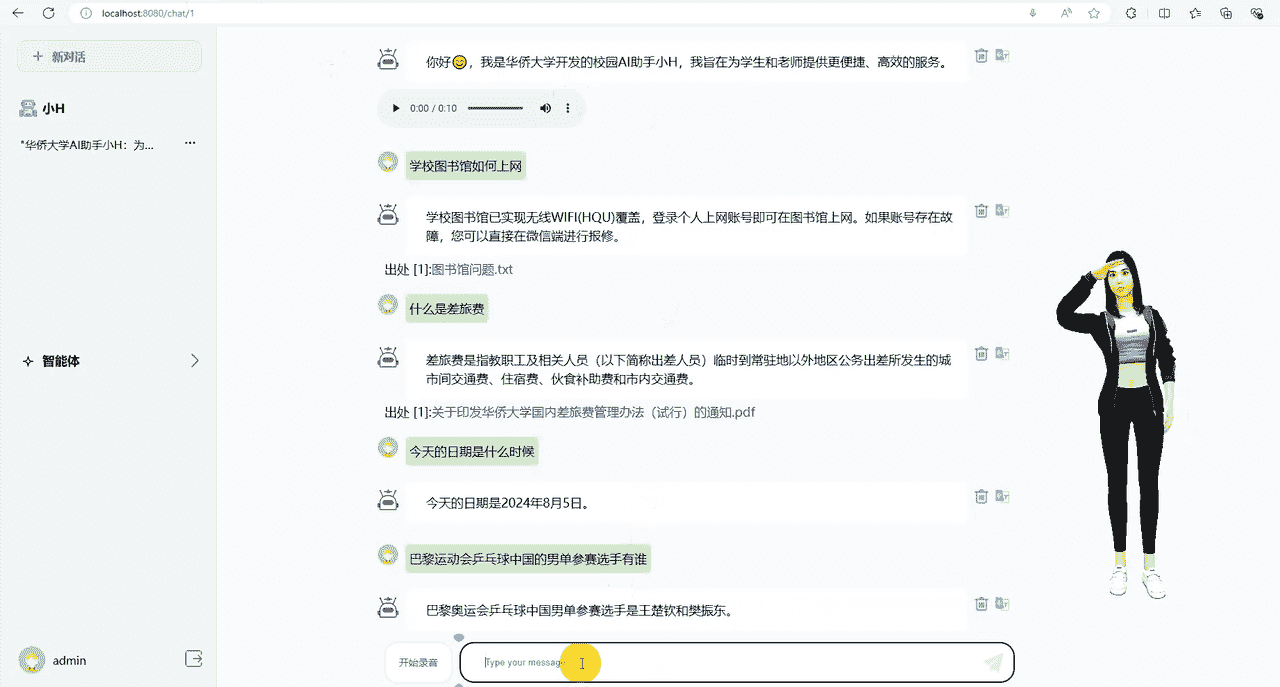 localhost:8080/chat/1
新对话
小H
"华侨大学AI助手小H：为...
智能体
admin
你好😊，我是华侨大学开发的校园AI助手小H，我旨在为学生和老师提供更便捷、高效的服务。
0:00 / 0:10
学校图书馆如何上网
学校图书馆已实现无线WIFI(HQU)覆盖，登录个人上网账号即可在图书馆上网。如果账号存在故
障，您可以直接在微信端进行报修。
出处 [1]:图书馆问题.txt
什么是差旅费
差旅费是指教职工及相关人员（以下简称出差人员）临时到常驻地以外地区公务出差所发生的城
市间交通费、住宿费、伙食补助费和市内交通费。
出处 [1]:关于印发华侨大学国内差旅费管理办法（试行）的通知.pdf
今天的日期是什么时候
今天的日期是2024年8月5日。
巴黎运动会乒乓球中国的男单参赛选手有谁
巴黎奥运会乒乓球中国男单参赛选手是王楚钦和樊振东。
开始录音
Type your message